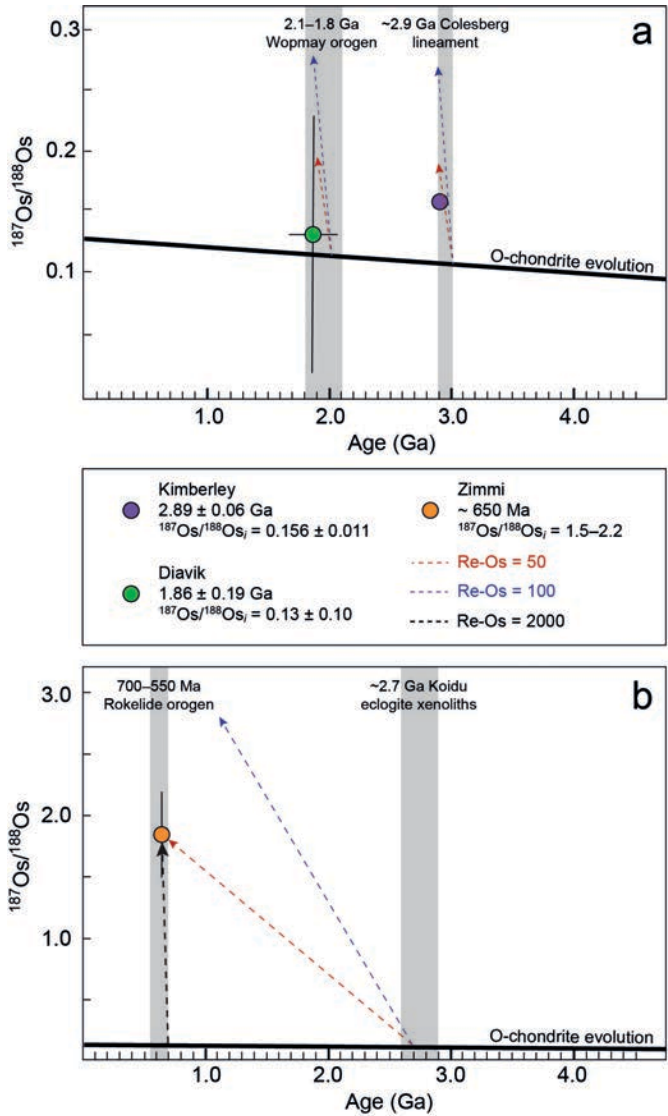 a
2.1–1.8 Ga
Wopmay orogen
~2.9 Ga Colesberg
lineament
0.3
0.2
0.1
187Os/188Os
O-chondrite evolution
1.0 2.0 3.0 4.0
Age (Ga)
Kimberley
2.89 ± 0.06 Ga
187Os/188Osi = 0.156 ± 0.011
Diavik
1.86 ± 0.19 Ga
187Os/188Osi = 0.13 ± 0.10
Zimmi
~ 650 Ma
187Os/188Osi = 1.5–2.2
Re-Os = 50
Re-Os = 100
Re-Os = 2000
b
700–550 Ma
Rokelide orogen
~2.7 Ga Koidu
eclogite xenoliths
3.0
2.0
1.0
187Os/188Os
O-chondrite evolution
1.0 2.0 3.0 4.0
Age (Ga)